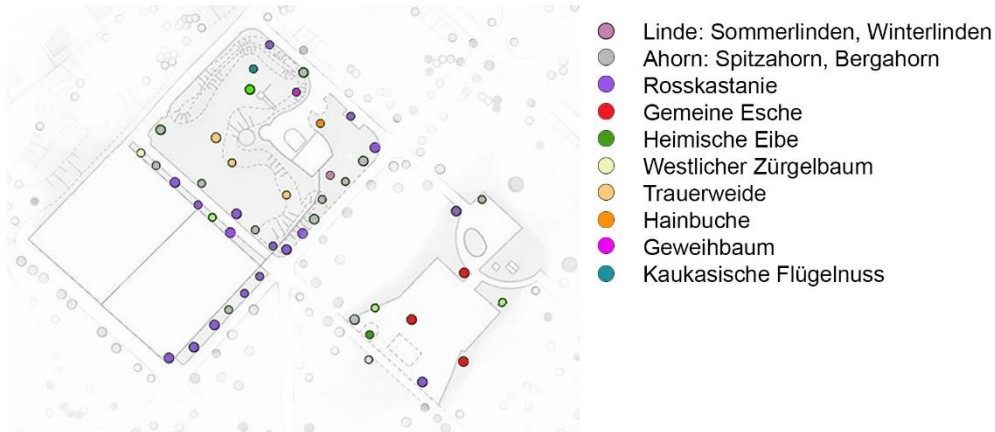 Linde: Sommerlinden, Winterlinden
Ahorn: Spitzahorn, Bergahorn
Rosskastanie
Gemeine Esche
Heimische Eibe
Westlicher Zürgelbaum
Trauerweide
Hainbuche
Geweihbaum
Kaukasische Flügelnuss